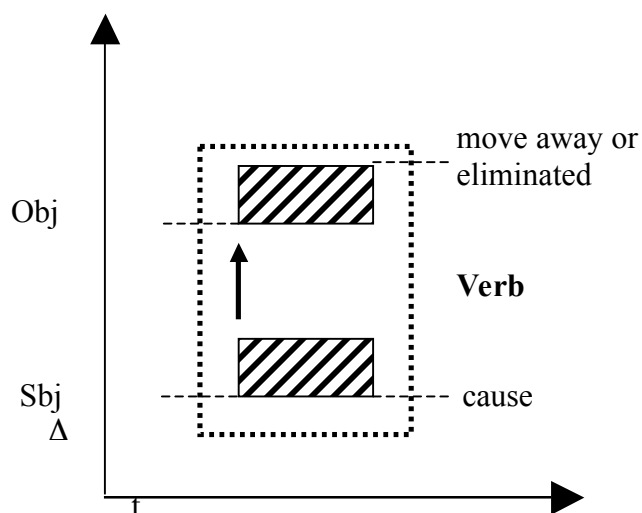 move away or
eliminated
Obj
Verb
Sbj
cause
Δ
t